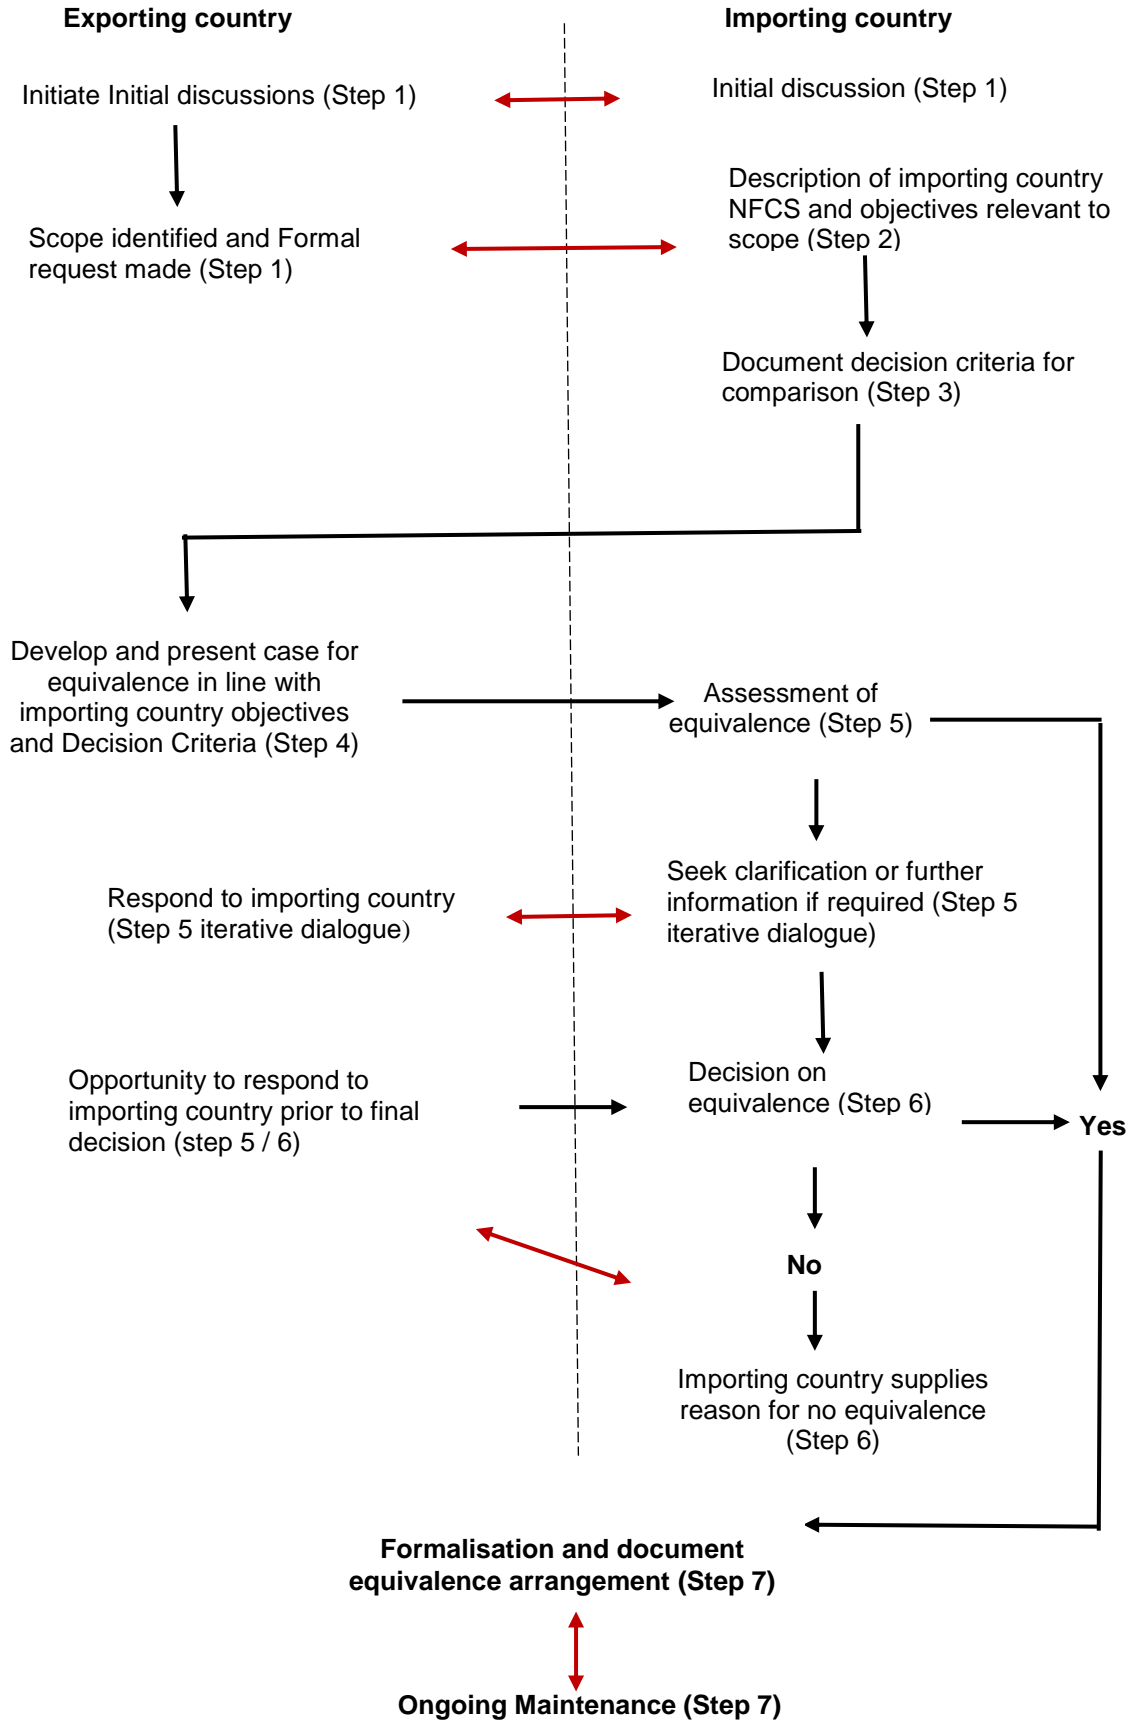 Exporting country
Importing country
Initiate Initial discussions (Step 1)
Initial discussion (Step 1)
Scope identified and Formal
request made (Step 1)
Description of importing country
NFCS and objectives relevant to
scope (Step 2)
Document decision criteria for
comparison (Step 3)
Develop and present case for
equivalence in line with
importing country objectives
and Decision Criteria (Step 4)
Assessment of
equivalence (Step 5)
Respond to importing country
(Step 5 iterative dialogue)
Seek clarification or further
information if required (Step 5
iterative dialogue)
Opportunity to respond to
importing country prior to final
decision (step 5 / 6)
Decision on
equivalence (Step 6)
Yes
No
Importing country supplies
reason for no equivalence
(Step 6)
Formalisation and document
equivalence arrangement (Step 7)
Ongoing Maintenance (Step 7)